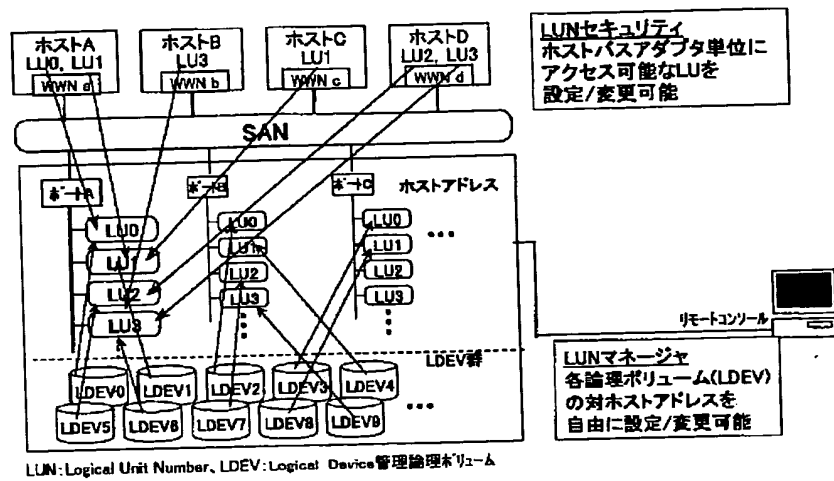 ホストA
LU0, LU1
WWN a
ホストB
LU3
WWN b
ホストC
LU1
WWN c
ホストD
LU2, LU3
WWN d
LUNセキュリティ
ホストバスアダプタ単位に
アクセス可能なLUを
設定/変更可能
SAN
ポートA
ポートB
ポートC
ホストアドレス
LU0
LU1
LU2
LU3
LU0
LU1
LU2
LU3
LU0
LU1
LU2
LU3
リモートコンソール
LDEV群
LDEV0
LDEV1
LDEV2
LDEV3
LDEV4
LDEV5
LDEV6
LDEV7
LDEV8
LDEV9
LUNマネージャ
各論理ボリューム(LDEV)
の対ホストアドレスを
自由に設定/変更可能
LUN:Logical Unit Number、LDEV:Logical Device管理論理ボリューム